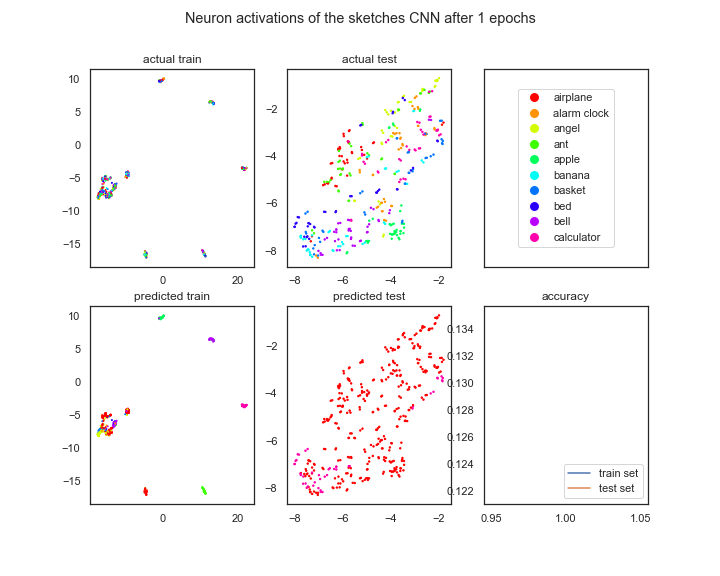 Neuron activations of the sketches CNN after 1 epochs
actual train
actual test
10
5
0
−5
−10
−15
0
20
−2
−4
−6
−8
−8
−6
−4
−2
airplane
alarm clock
angel
ant
apple
banana
basket
bed
bell
calculator
predicted train
predicted test
accuracy
10
5
0
−5
−10
−15
0
20
−2
−4
−6
−8
−8
−6
−4
−2
0.134
0.132
0.130
0.128
0.126
0.124
0.122
0.95
1.00
1.05
train set
test set